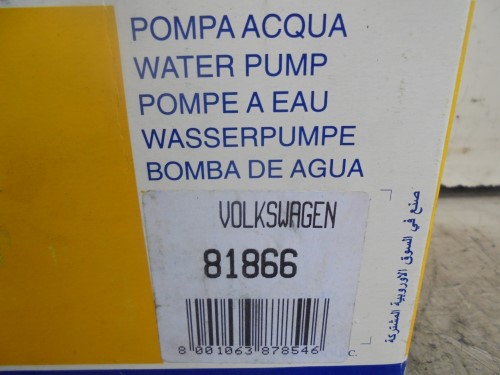 POMPA ACQUA
WATER PUMP
POMPE A EAU
WASSERPUMPE
BOMBA DE AGUA
VOLKSWAGEN
81866
8 001063 878546
صنع في السوق الاوروبية المشتركة